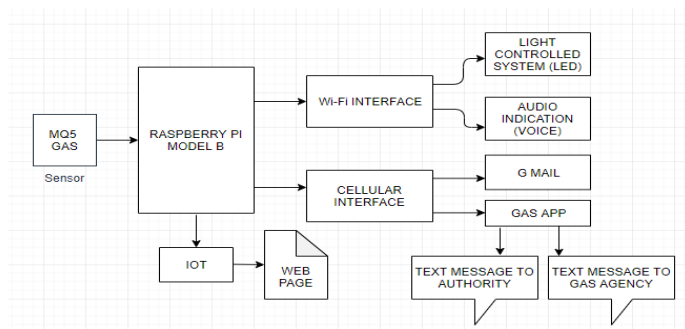 MQ5
GAS
Sensor
RASPBERRY PI
MODEL B
Wi-Fi INTERFACE
LIGHT
CONTROLLED
SYSTEM (LED)
AUDIO
INDICATION
(VOICE)
CELLULAR
INTERFACE
G MAIL
GAS APP
IOT
WEB
PAGE
TEXT MESSAGE TO
AUTHORITY
TEXT MESSAGE TO
GAS AGENCY